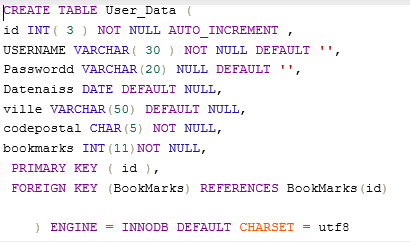 CREATE TABLE User_Data (
id INT( 3 ) NOT NULL AUTO_INCREMENT ,
USERNAME VARCHAR( 30 ) NOT NULL DEFAULT '',
Passwordd VARCHAR(20) NULL DEFAULT '',
Datenaiss DATE DEFAULT NULL,
ville VARCHAR(50) DEFAULT NULL,
codepostal CHAR(5) NOT NULL,
bookmarks INT(11)NOT NULL,
PRIMARY KEY ( id ),
FOREIGN KEY (BookMarks) REFERENCES BookMarks(id)
) ENGINE = INNODB DEFAULT CHARSET = utf8